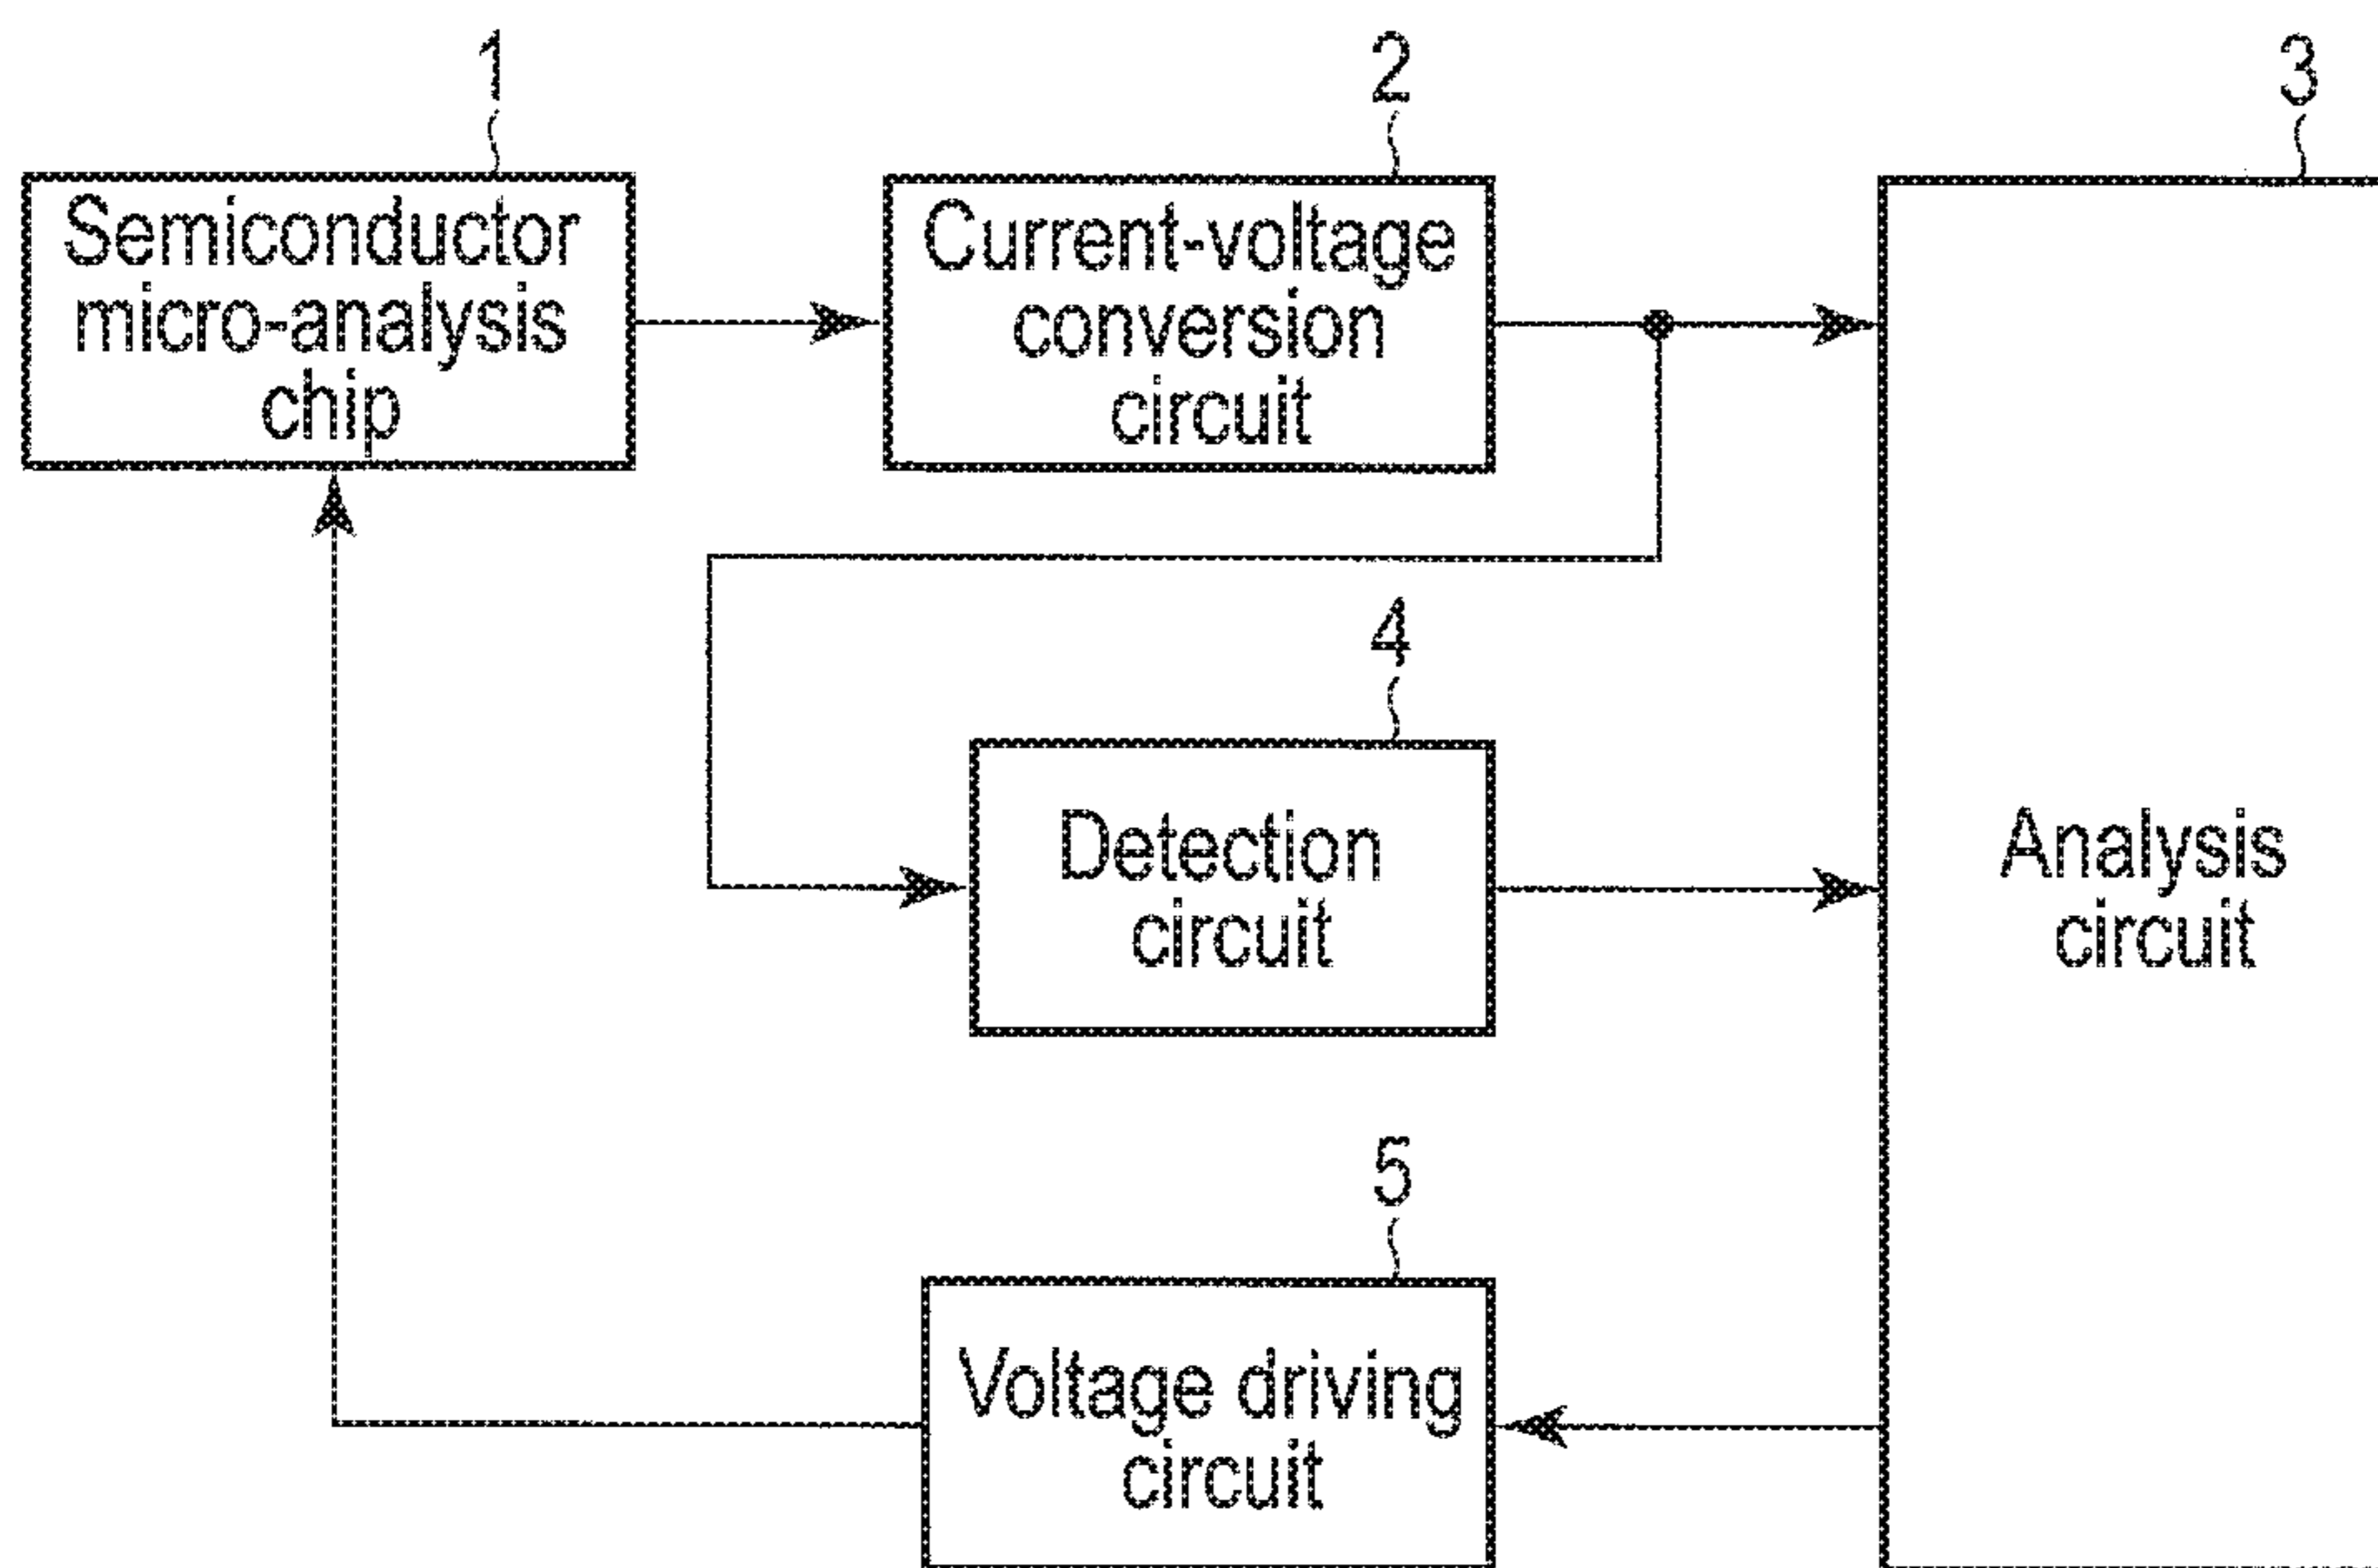 1
2
3
Semiconductor
micro-analysis
chip
Current-voltage
conversion
circuit
4
Detection
circuit
Analysis
circuit
5
Voltage driving
circuit